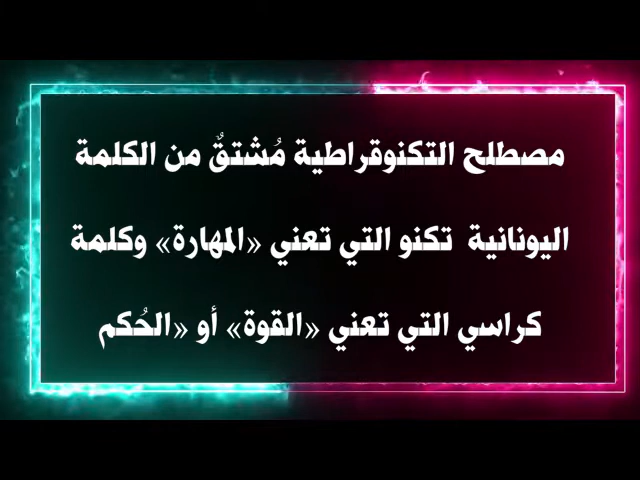 مصطلح التكنوقراطية مُشتقٌ من الكلمة
اليونانية تكنو التي تعني «المهارة» وكلمة
كراسي التي تعني «القوة» أو «الحُكم